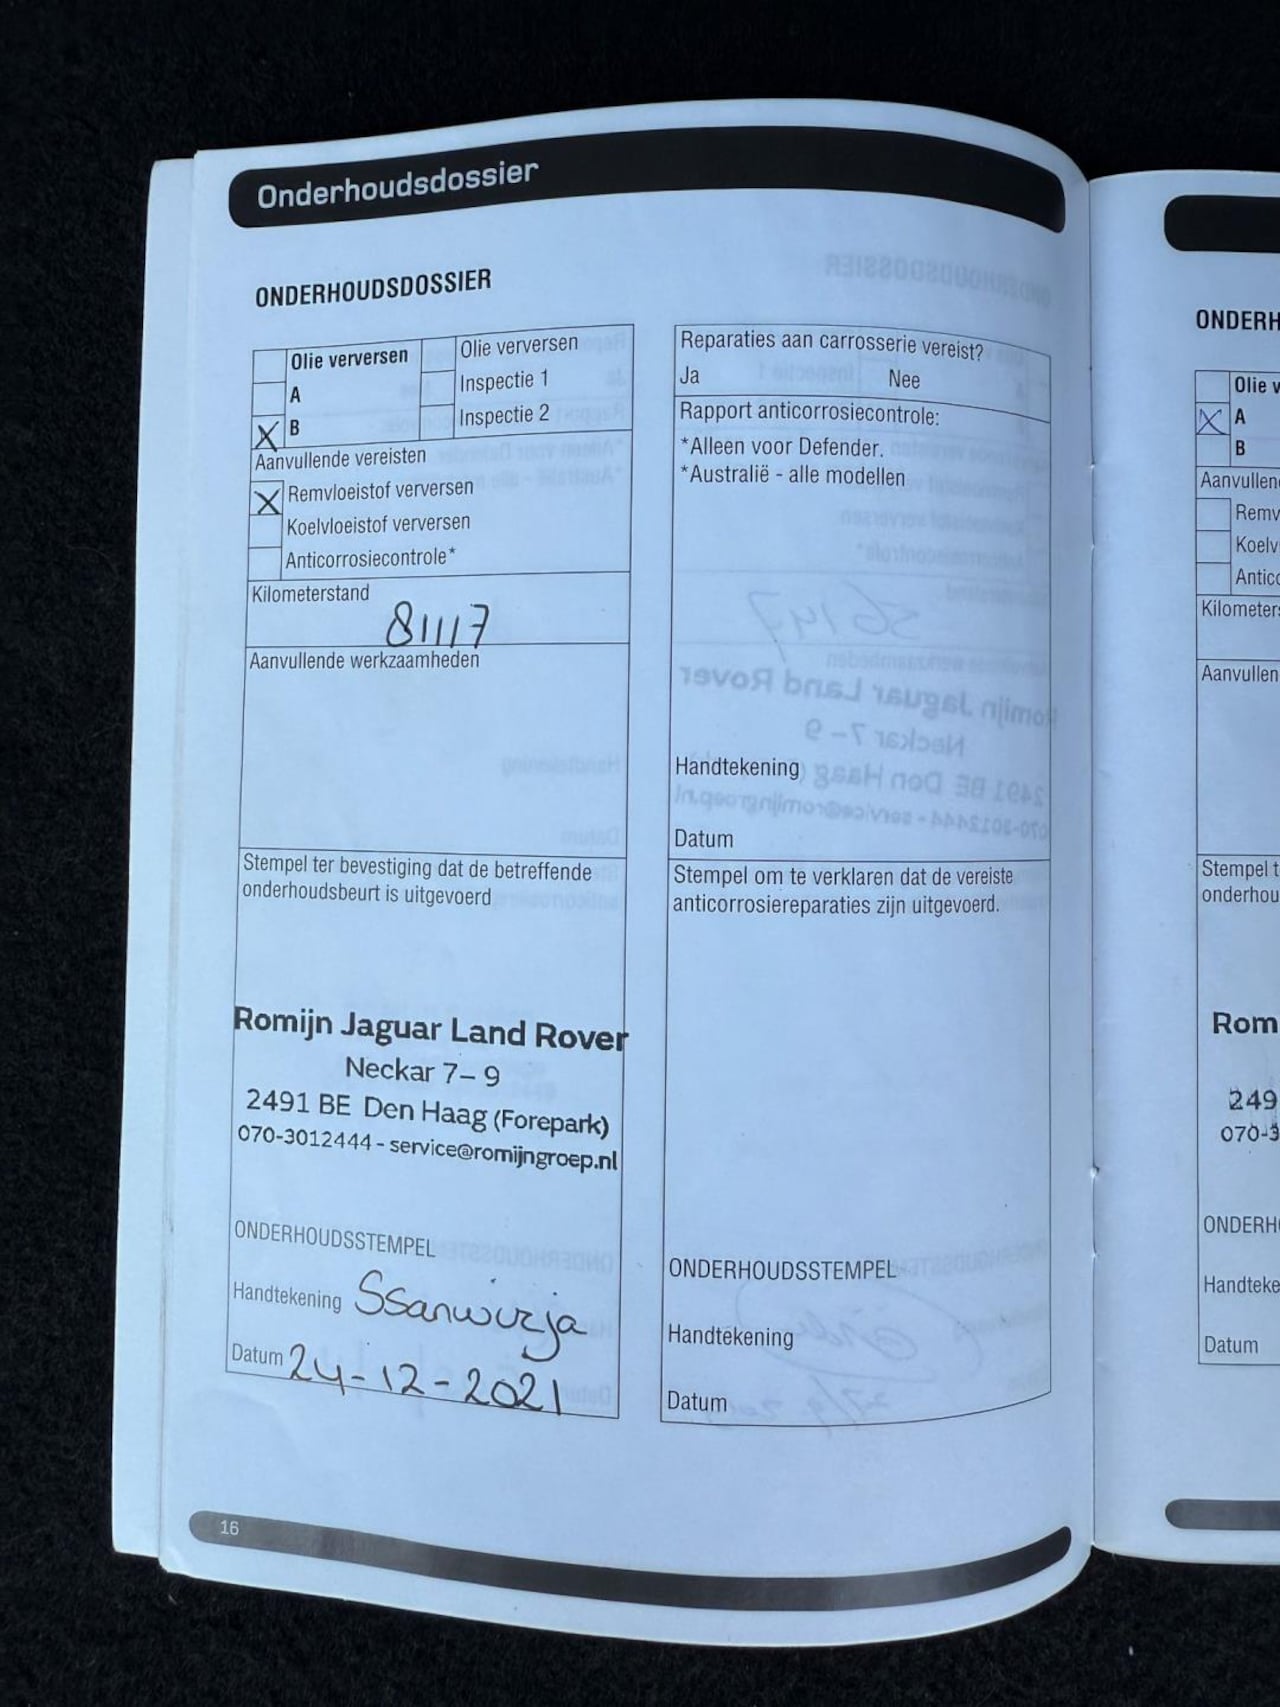 Onderhoudsdossier
ONDERHOUDSDOSSIER
Olie verversen
A
X B
Olie verversen
Inspectie 1
Inspectie 2
Aanvullende vereisten
X Remvloeistof verversen
Koelvloeistof verversen
Anticorrosiecontrole*
Kilometerstand
81117
Aanvullende werkzaamheden
Stempel ter bevestiging dat de betreffende
onderhoudsbeurt is uitgevoerd
Romijn Jaguar Land Rover
Neckar 7– 9
2491 BE Den Haag (Forepark)
070-3012444 - service@romijngroep.nl
ONDERHOUDSSTEMPEL
Handtekening Ssanwirja
Datum 24-12-2021
Reparaties aan carrosserie vereist?
Ja Nee
Rapport anticorrosiecontrole:
*Alleen voor Defender.
*Australië - alle modellen
Handtekening
Datum
Stempel om te verklaren dat de vereiste
anticorrosiereparaties zijn uitgevoerd.
ONDERHOUDSSTEMPEL
Handtekening
Datum
16
ONDERH
Olie v
X A
B
Aanvullen
Remv
Koelv
Antico
Kilometers
Aanvullen
Stempel t
onderhou
Rom
249
070-3
ONDERH
Handteke
Datum